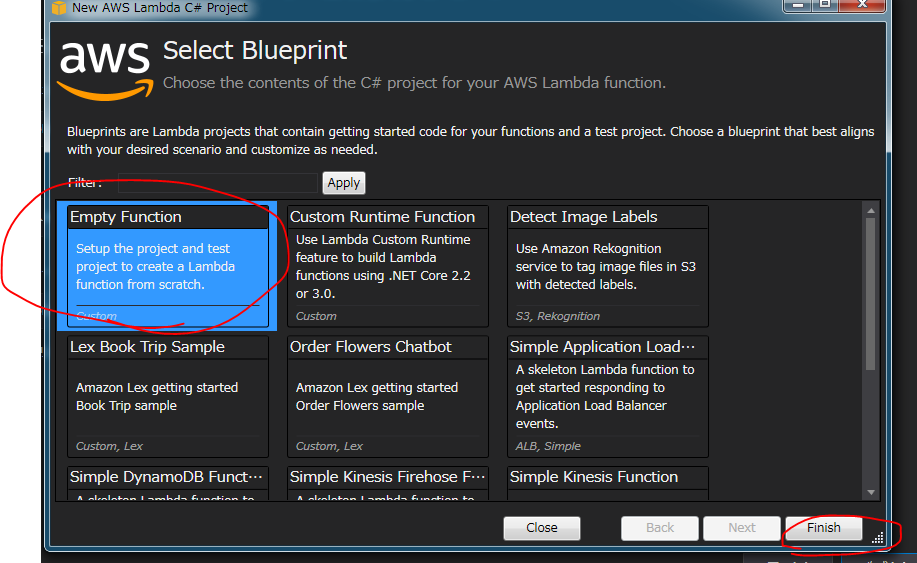 New AWS Lambda C# Project
aws
Select Blueprint
Choose the contents of the C# project for your AWS Lambda function.
Blueprints are Lambda projects that contain getting started code for your functions and a test project. Choose a blueprint that best aligns
with your desired scenario and customize as needed.
Filter:
Apply
Empty Function
Setup the project and test
project to create a Lambda
function from scratch.
Custom
Custom Runtime Function
Use Lambda Custom Runtime
feature to build Lambda
functions using .NET Core 2.2
or 3.0.
Custom
Detect Image Labels
Use Amazon Rekognition
service to tag image files in S3
with detected labels.
S3, Rekognition
Lex Book Trip Sample
Amazon Lex getting started
Book Trip sample
Custom, Lex
Order Flowers Chatbot
Amazon Lex getting started
Order Flowers sample
Custom, Lex
Simple Application Load···
A skeleton Lambda function to
get started responding to
Application Load Balancer
events.
ALB, Simple
Simple DynamoDB Funct···
A skeleton Lambda function to
Simple Kinesis Firehose F···
A skeleton Lambda function to
Simple Kinesis Function
Close
Back
Next
Finish